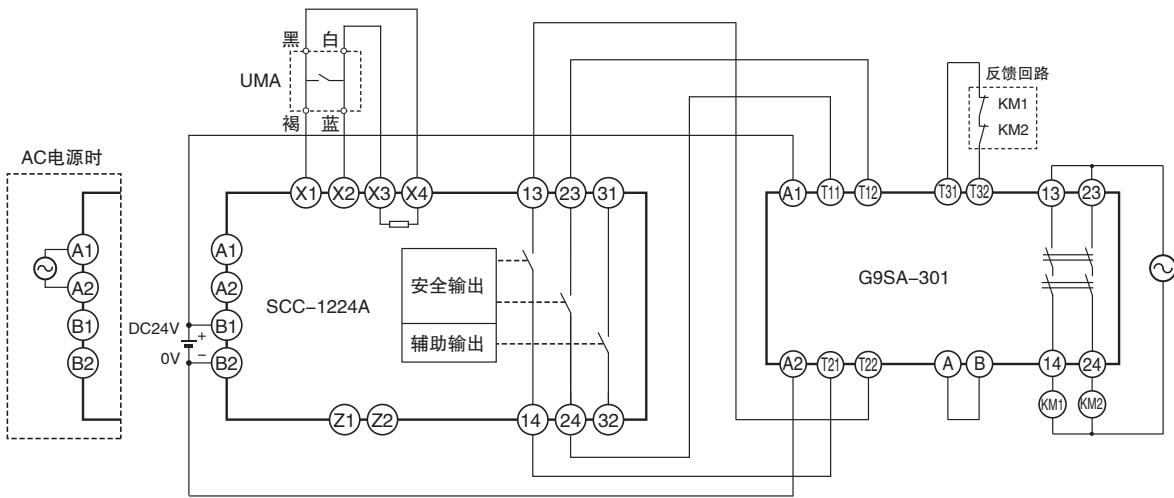 黑 白
UMA
褐 蓝
反馈回路
KM1
KM2
AC电源时
X1 X2 X3 X4 13 23 31
A1 T11 T12 T31 T32 13 23
A1
A2
B1
B2
A1
A2
B1
B2
DC24V
+
0V
−
SCC−1224A
安全输出
辅助输出
G9SA−301
Z1 Z2 14 24 32
A2 T21 T22 A B 14 24
KM1 KM2